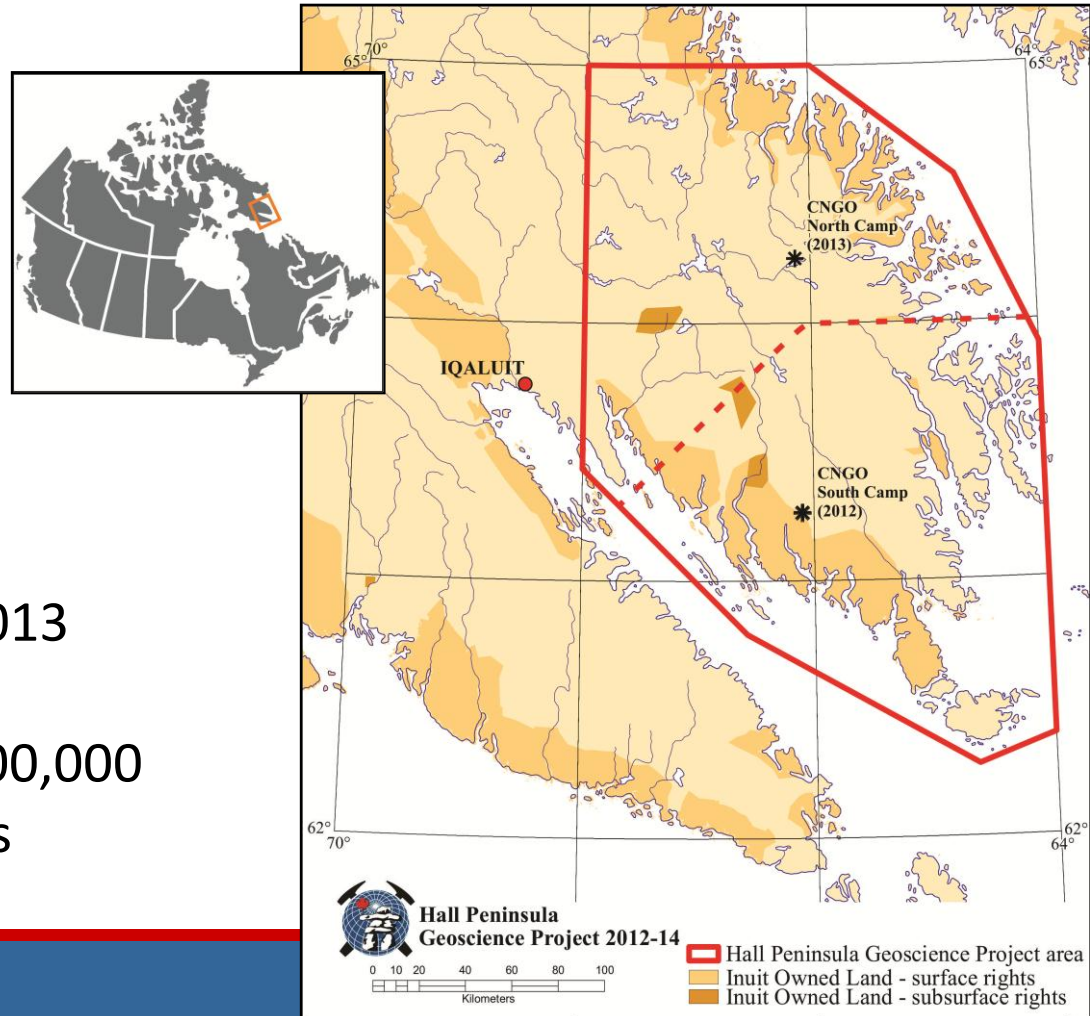 70°
65°
64°
65°
CNGO
North Camp
(2013)
IQALUIT
CNGO
South Camp
(2012)
013
00,000
s
62°
70°
62°
64°
Hall Peninsula
Geoscience Project 2012-14
0 10 20 40 60 80 100
Kilometers
Hall Peninsula Geoscience Project area
Inuit Owned Land - surface rights
Inuit Owned Land - subsurface rights